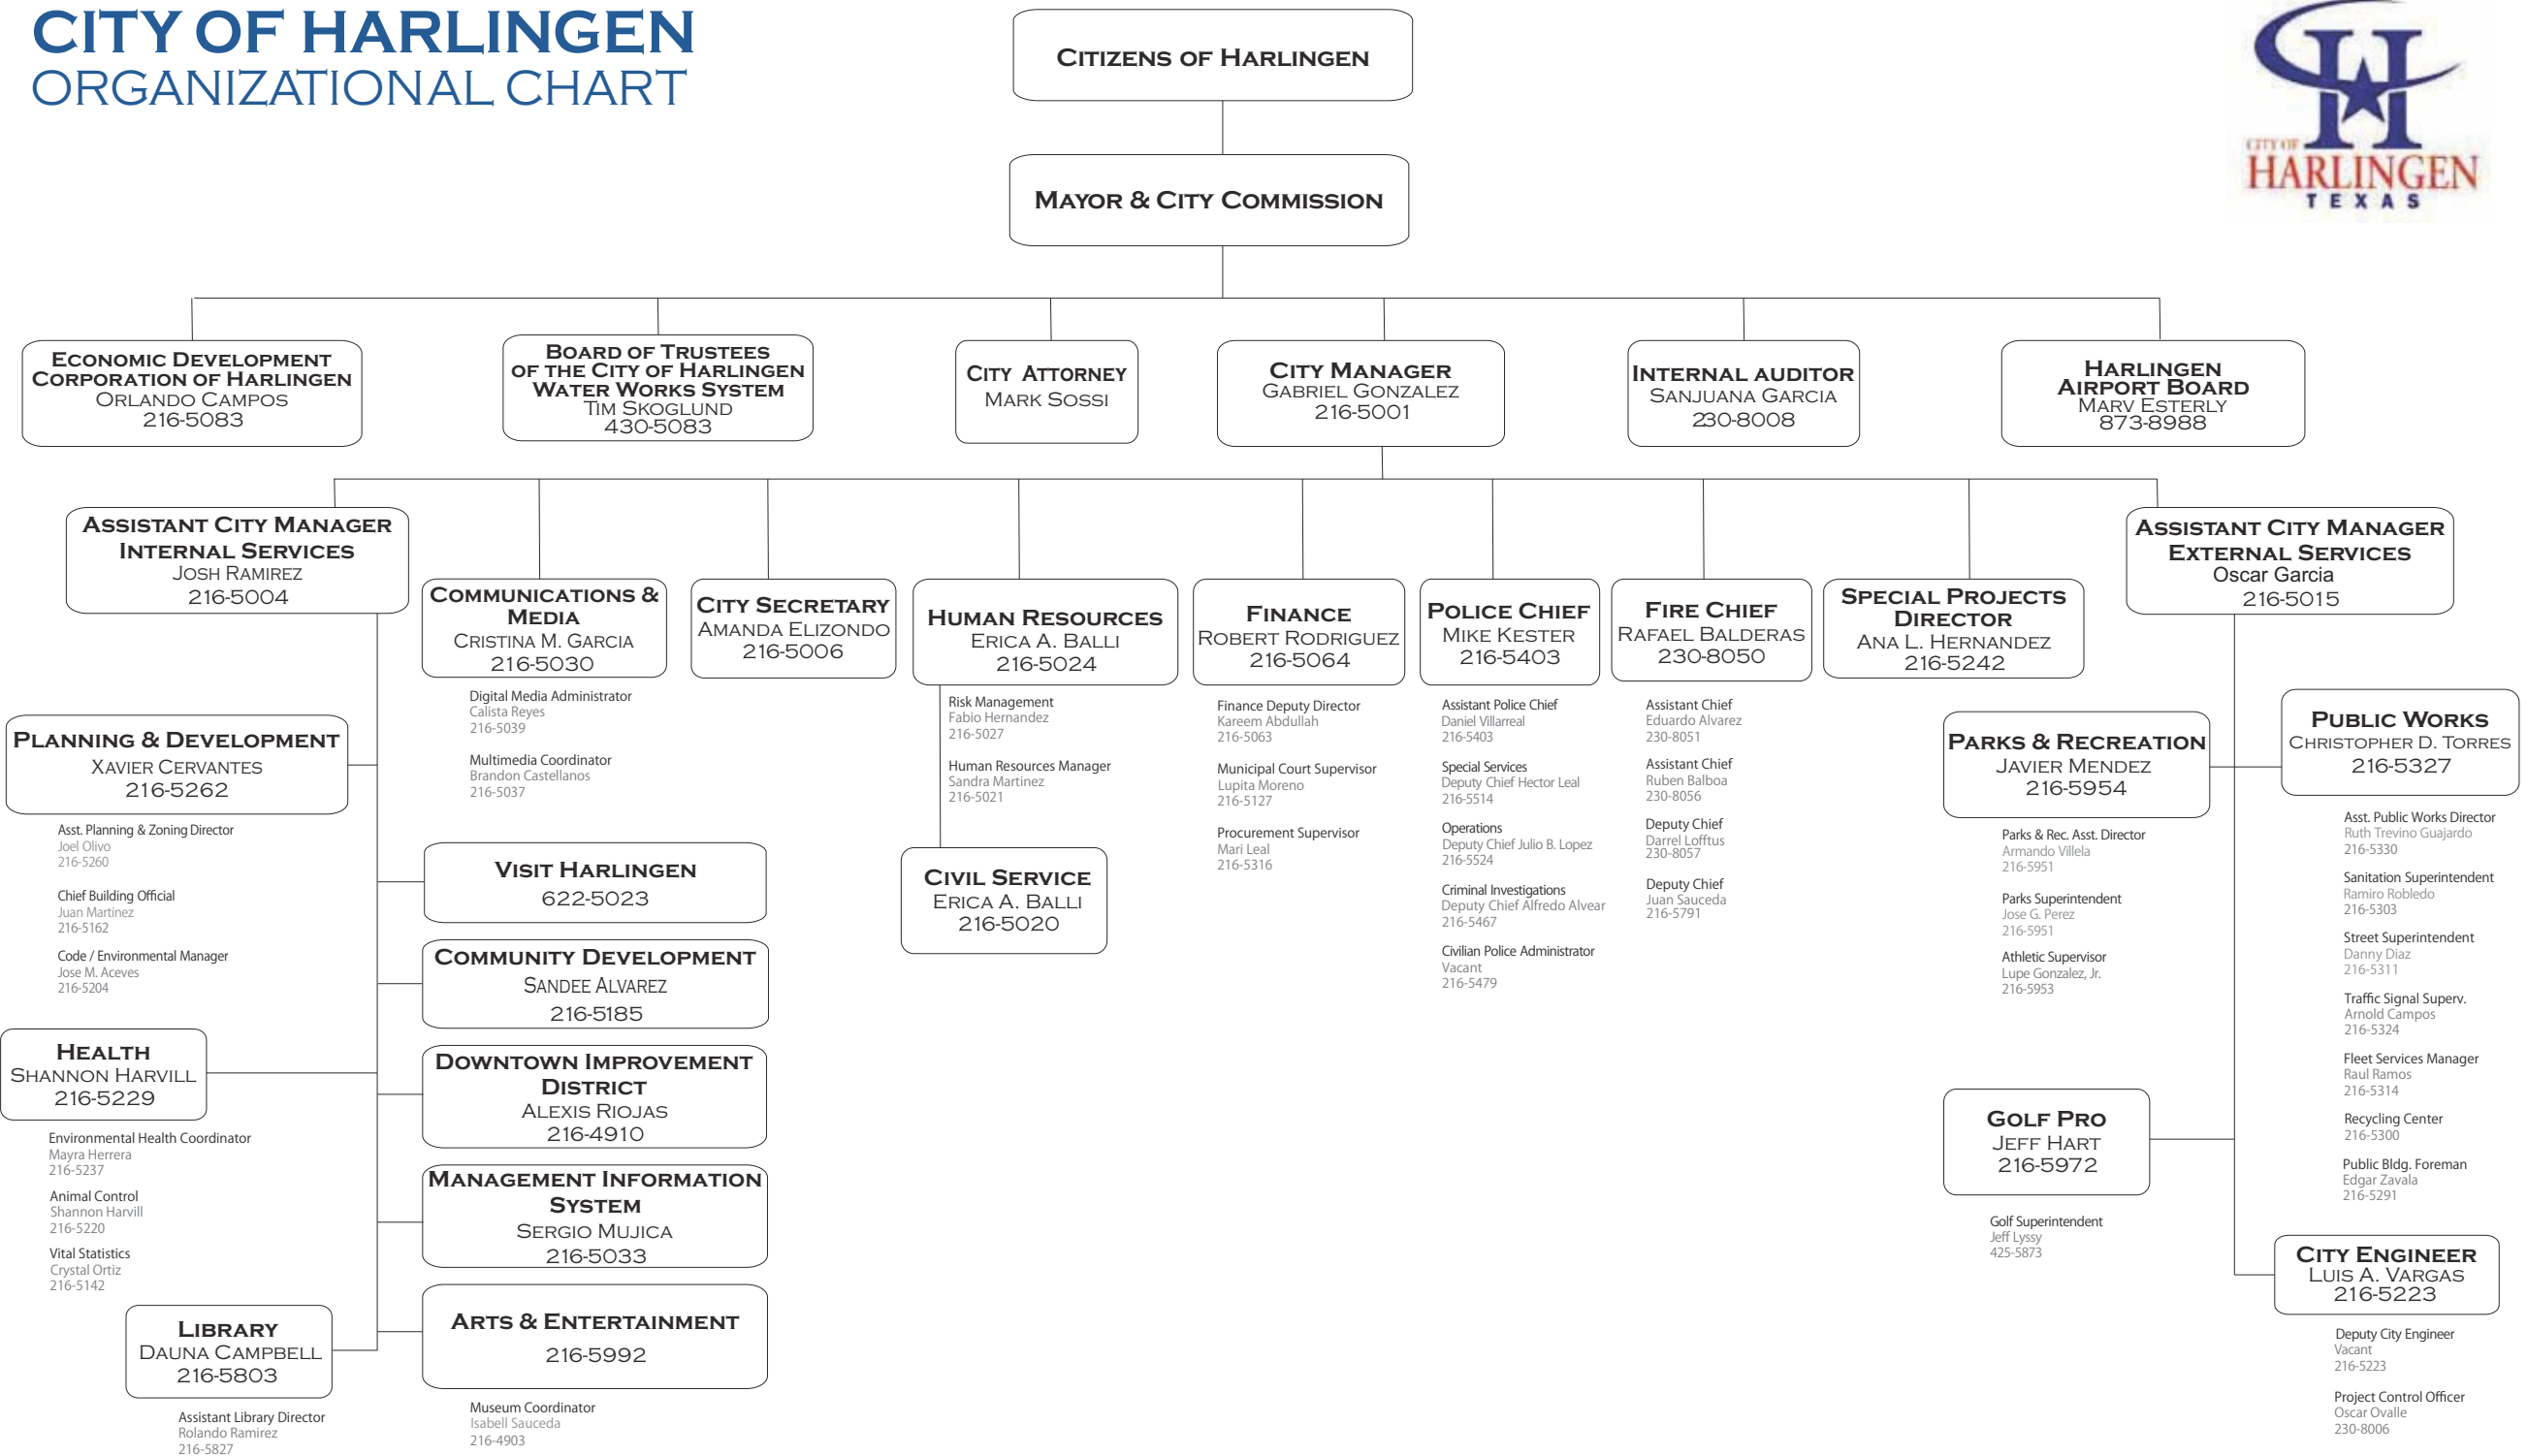 CITY OF HARLINGEN
ORGANIZATIONAL CHART
CITIZENS OF HARLINGEN
CITY OF
HARLINGEN
TEXAS
MAYOR & CITY COMMISSION
ECONOMIC DEVELOPMENT
CORPORATION OF HARLINGEN
ORLANDO CAMPOS
216-5083
BOARD OF TRUSTEES
OF THE CITY OF HARLINGEN
WATER WORKS SYSTEM
TIM SKOGLUND
430-5083
CITY ATTORNEY
MARK SOSSI
CITY MANAGER
GABRIEL GONZALEZ
216-5001
INTERNAL AUDITOR
SANJUANA GARCIA
230-8008
HARLINGEN
AIRPORT BOARD
MARV ESTERLY
873-8988
ASSISTANT CITY MANAGER
INTERNAL SERVICES
JOSH RAMIREZ
216-5004
COMMUNICATIONS &
MEDIA
CRISTINA M. GARCIA
216-5030
Digital Media Administrator
Calista Reyes
216-5039
Multimedia Coordinator
Brandon Castellanos
216-5037
CITY SECRETARY
AMANDA ELIZONDO
216-5006
HUMAN RESOURCES
ERICA A. BALLI
216-5024
Risk Management
Fabio Hernandez
216-5027
Human Resources Manager
Sandra Martinez
216-5021
CIVIL SERVICE
ERICA A. BALLI
216-5020
FINANCE
ROBERT RODRIGUEZ
216-5064
Finance Deputy Director
Kareem Abdullah
216-5063
Municipal Court Supervisor
Lupita Moreno
216-5127
Procurement Supervisor
Mari Leal
216-5316
POLICE CHIEF
MIKE KESTER
216-5403
Assistant Police Chief
Daniel Villarreal
216-5403
Special Services
Deputy Chief Hector Leal
216-5514
Operations
Deputy Chief Julio B. Lopez
216-5524
Criminal Investigations
Deputy Chief Alfredo Alvear
216-5467
Civilian Police Administrator
Vacant
216-5479
FIRE CHIEF
RAFAEL BALDERAS
230-8050
Assistant Chief
Eduardo Alvarez
230-8051
Assistant Chief
Ruben Balboa
230-8056
Deputy Chief
Darrel Lofftus
230-8057
Deputy Chief
Juan Sauceda
216-5791
SPECIAL PROJECTS
DIRECTOR
ANA L. HERNANDEZ
216-5242
ASSISTANT CITY MANAGER
EXTERNAL SERVICES
Oscar Garcia
216-5015
PLANNING & DEVELOPMENT
XAVIER CERVANTES
216-5262
Asst. Planning & Zoning Director
Joel Olivo
216-5260
Chief Building Official
Juan Martinez
216-5162
Code / Environmental Manager
Jose M. Aceves
216-5204
HEALTH
SHANNON HARVILL
216-5229
Environmental Health Coordinator
Mayra Herrera
216-5237
Animal Control
Shannon Harvill
216-5220
Vital Statistics
Crystal Ortiz
216-5142
LIBRARY
DAUNA CAMPBELL
216-5803
Assistant Library Director
Rolando Ramirez
216-5827
VISIT HARLINGEN
622-5023
COMMUNITY DEVELOPMENT
SANDEE ALVAREZ
216-5185
DOWNTOWN IMPROVEMENT
DISTRICT
ALEXIS RIOJAS
216-4910
MANAGEMENT INFORMATION
SYSTEM
SERGIO MUJICA
216-5033
ARTS & ENTERTAINMENT
216-5992
Museum Coordinator
Isabell Sauceda
216-4903
PARKS & RECREATION
JAVIER MENDEZ
216-5954
Parks & Rec. Asst. Director
Armando Villela
216-5951
Parks Superintendent
Jose G. Perez
216-5951
Athletic Supervisor
Lupe Gonzalez, Jr.
216-5953
GOLF PRO
JEFF HART
216-5972
Golf Superintendent
Jeff Lyssy
425-5873
PUBLIC WORKS
CHRISTOPHER D. TORRES
216-5327
Asst. Public Works Director
Ruth Trevino Guajardo
216-5330
Sanitation Superintendent
Ramiro Robledo
216-5303
Street Superintendent
Danny Diaz
216-5311
Traffic Signal Superv.
Arnold Campos
216-5324
Fleet Services Manager
Raul Ramos
216-5314
Recycling Center
216-5300
Public Bldg. Foreman
Edgar Zavala
216-5291
CITY ENGINEER
LUIS A. VARGAS
216-5223
Deputy City Engineer
Vacant
216-5223
Project Control Officer
Oscar Ovalle
230-8006